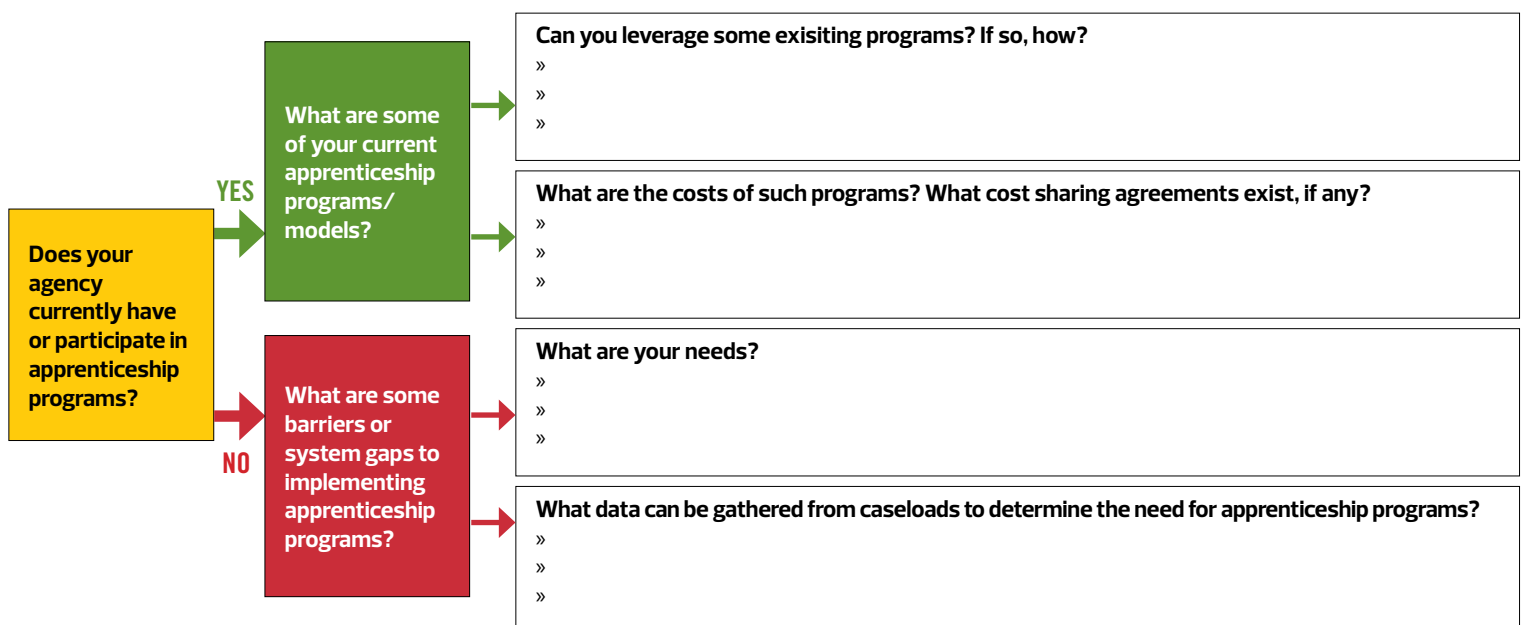 Does your
agency
currently have
or participate in
apprenticeship
programs?
YES
What are some
of your current
apprenticeship
programs/
models?
Can you leverage some exisiting programs? If so, how?
»
»
»
What are the costs of such programs? What cost sharing agreements exist, if any?
»
»
»
NO
What are some
barriers or
system gaps to
implementing
apprenticeship
programs?
What are your needs?
»
»
»
What data can be gathered from caseloads to determine the need for apprenticeship programs?
»
»
»